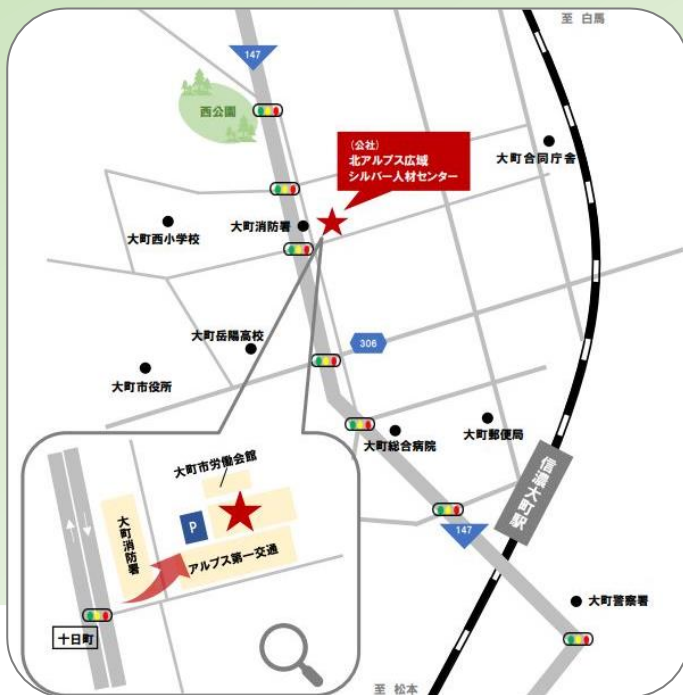 至 白馬
147
西公園
(公社)
北アルプス広域
シルバー人材センター
大町合同庁舎
大町消防署
大町西小学校
大町岳陽高校
306
大町市役所
大町総合病院
大町郵便局
信濃大町駅
147
大町警察署
至 松本
大町市労働会館
大町消防署
P
アルプス第一交通
十日町